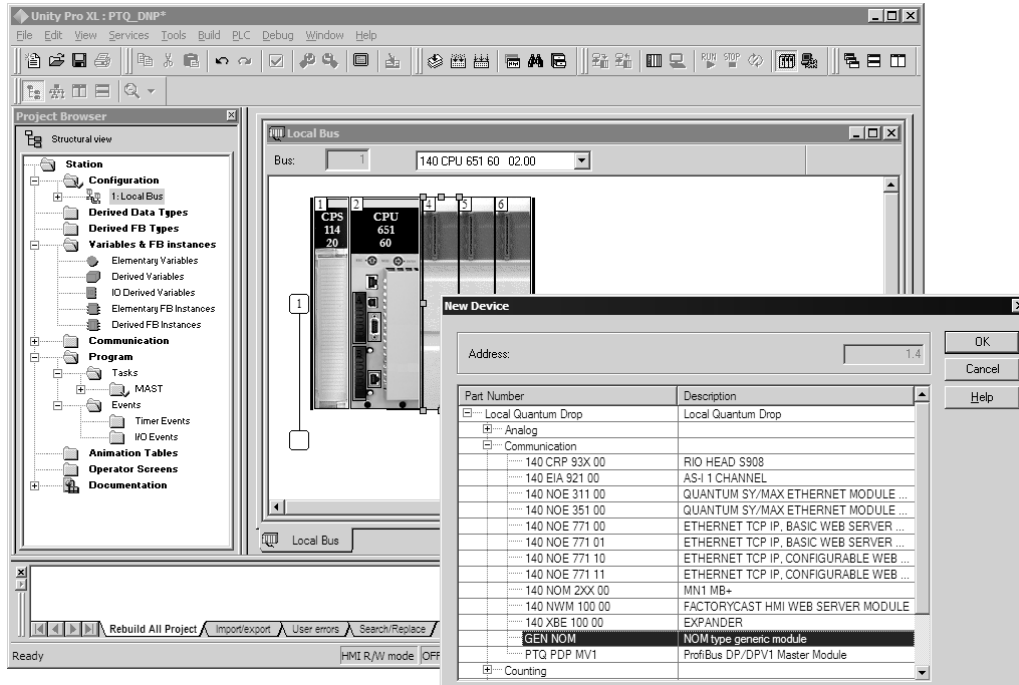 Unity Pro XL : PTQ_DNP*
File Edit View Services Tools Build PLC Debug Window Help
RUN STOP
Project Browser
Structural view
Station
Configuration
1: Local Bus
Derived Data Types
Derived FB Types
Variables & FB instances
Elementary Variables
Derived Variables
IO Derived Variables
Elementary FB Instances
Derived FB Instances
Communication
Program
Tasks
MAST
Events
Timer Events
I/O Events
Animation Tables
Operator Screens
Documentation
Local Bus
Bus: 1 140 CPU 651 60 02.00
1 2 4 5 6
CPS 114 20
CPU 651 60
1
Local Bus
New Device
Address: 1.4
OK
Cancel
Help
Part Number Description
Local Quantum Drop Local Quantum Drop
Analog
Communication
140 CRP 93X 00 RIO HEAD S908
140 EIA 921 00 AS-I 1 CHANNEL
140 NOE 311 00 QUANTUM SY/MAX ETHERNET MODULE ...
140 NOE 351 00 QUANTUM SY/MAX ETHERNET MODULE ...
140 NOE 771 00 ETHERNET TCP IP, BASIC WEB SERVER ...
140 NOE 771 01 ETHERNET TCP IP, BASIC WEB SERVER ...
140 NOE 771 10 ETHERNET TCP IP, CONFIGURABLE WEB ...
140 NOE 771 11 ETHERNET TCP IP, CONFIGURABLE WEB ...
140 NOM 2XX 00 MN1 MB+
140 NWM 100 00 FACTORYCAST HMI WEB SERVER MODULE
140 XBE 100 00 EXPANDER
GEN NOM NOM type generic module
PTQ PDP MV1 ProfiBus DP/DPV1 Master Module
Counting
Rebuild All Project Import/export User errors Search/Replace
Ready HMI R/W mode OFF